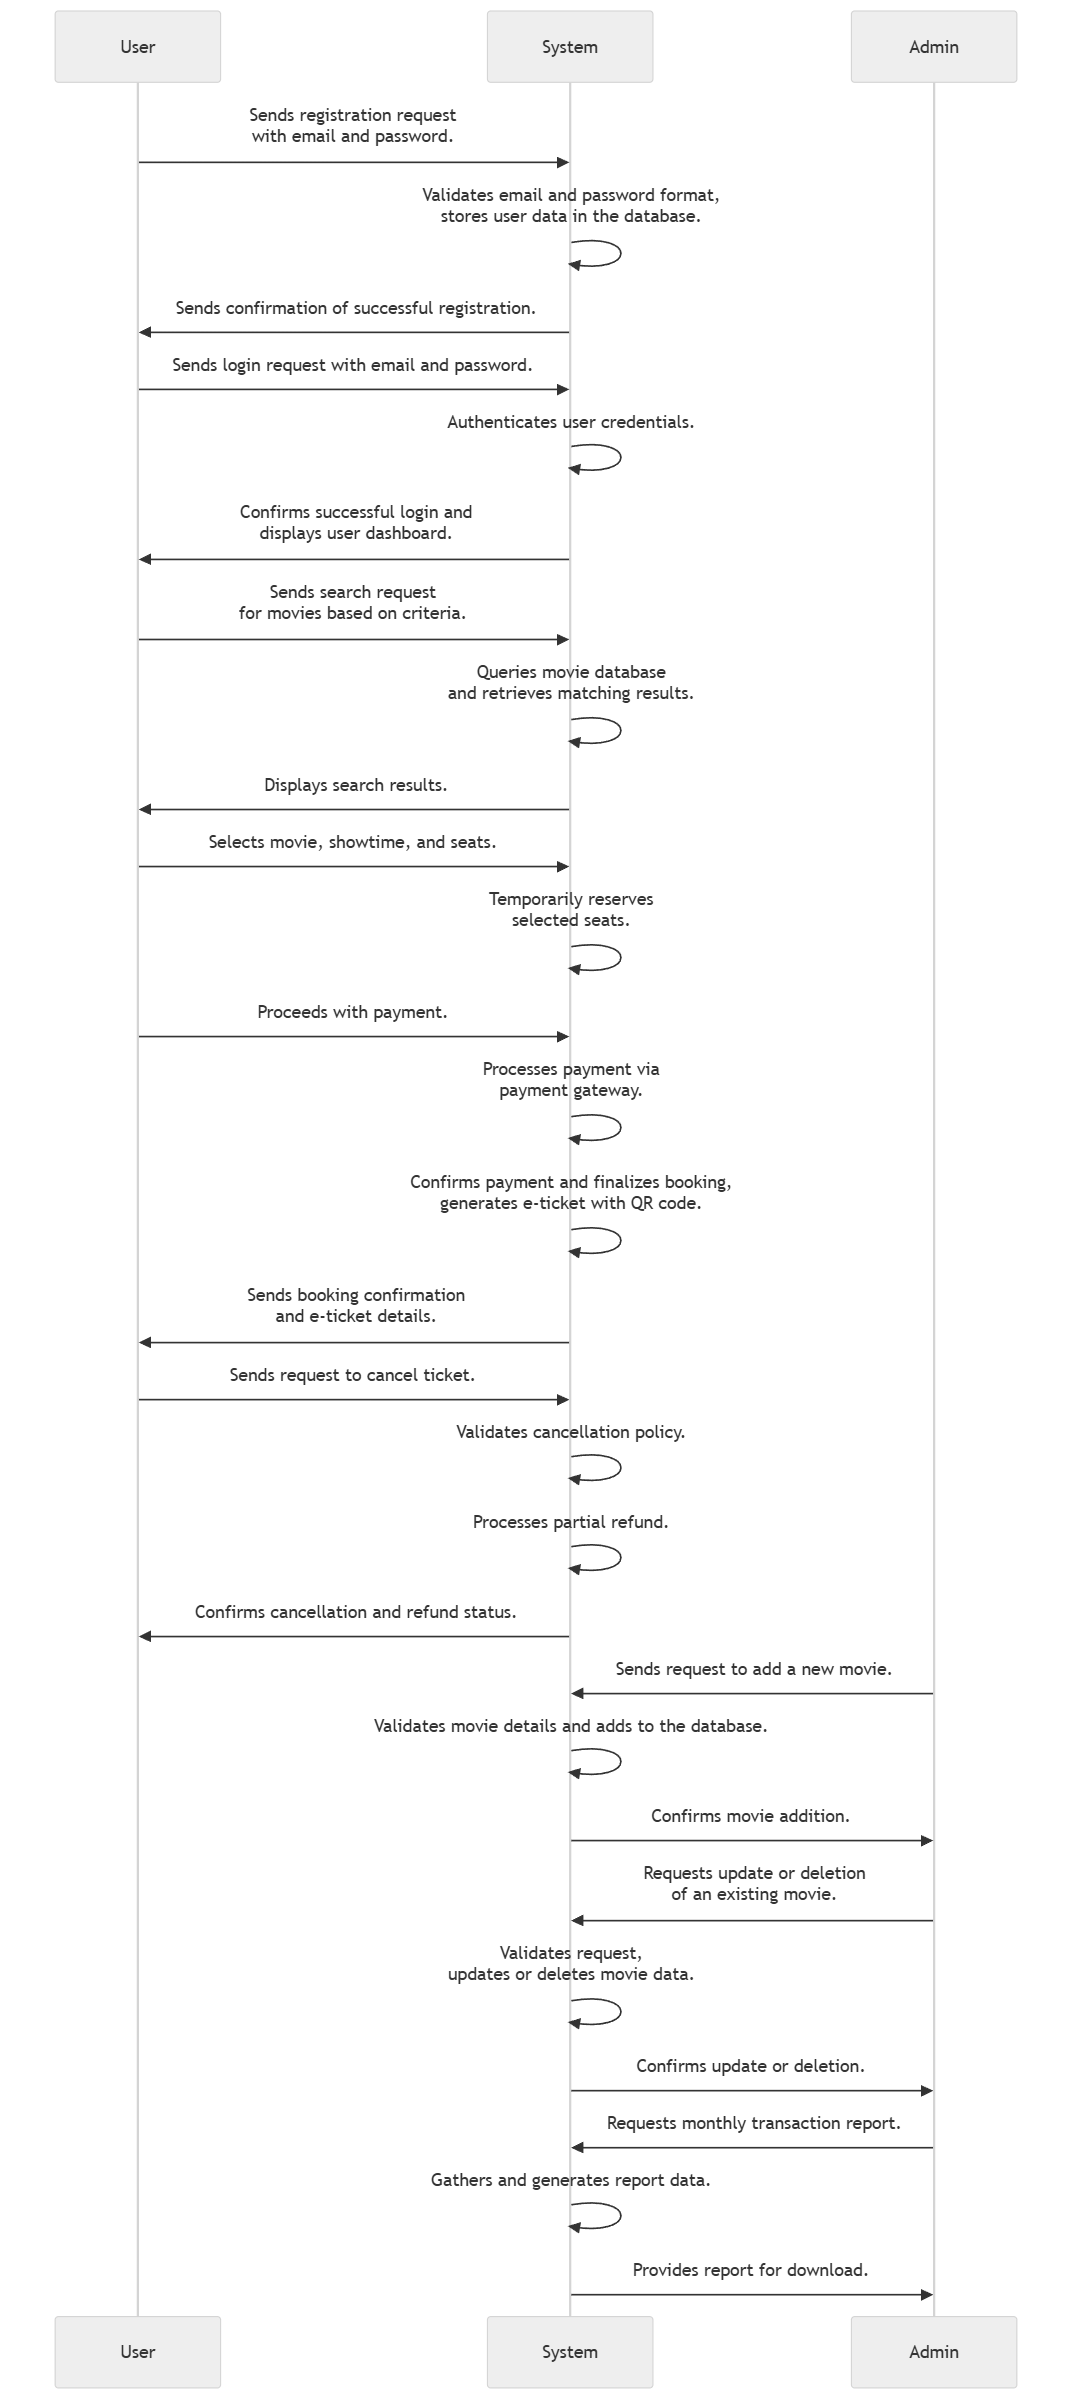 User
System
Admin
Sends registration request
with email and password.
Validates email and password format,
stores user data in the database.
Sends confirmation of successful registration.
Sends login request with email and password.
Authenticates user credentials.
Confirms successful login and
displays user dashboard.
Sends search request
for movies based on criteria.
Queries movie database
and retrieves matching results.
Displays search results.
Selects movie, showtime, and seats.
Temporarily reserves
selected seats.
Proceeds with payment.
Processes payment via
payment gateway.
Confirms payment and finalizes booking,
generates e-ticket with QR code.
Sends booking confirmation
and e-ticket details.
Sends request to cancel ticket.
Validates cancellation policy.
Processes partial refund.
Confirms cancellation and refund status.
Sends request to add a new movie.
Validates movie details and adds to the database.
Confirms movie addition.
Requests update or deletion
of an existing movie.
Validates request,
updates or deletes movie data.
Confirms update or deletion.
Requests monthly transaction report.
Gathers and generates report data.
Provides report for download.
User
System
Admin